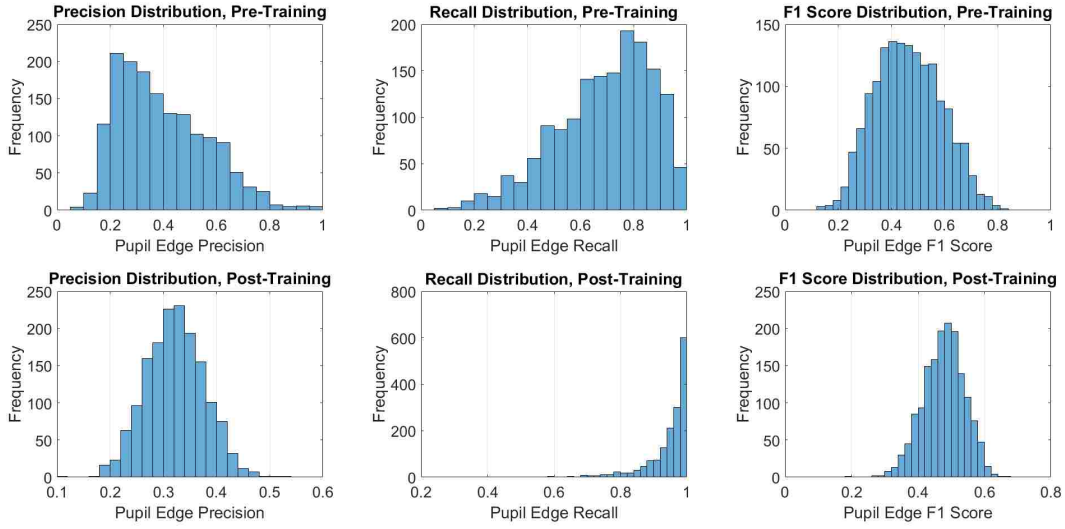 Precision Distribution, Pre-Training
250
200
150
100
50
0
Frequency
0 0.2 0.4 0.6 0.8 1
Pupil Edge Precision
Recall Distribution, Pre-Training
200
150
100
50
0
Frequency
0 0.2 0.4 0.6 0.8 1
Pupil Edge Recall
F1 Score Distribution, Pre-Training
150
100
50
0
Frequency
0 0.2 0.4 0.6 0.8 1
Pupil Edge F1 Score
Precision Distribution, Post-Training
250
200
150
100
50
0
Frequency
0.1 0.2 0.3 0.4 0.5 0.6
Pupil Edge Precision
Recall Distribution, Post-Training
800
600
400
200
0
Frequency
0.2 0.4 0.6 0.8 1
Pupil Edge Recall
F1 Score Distribution, Post-Training
250
200
150
100
50
0
Frequency
0 0.2 0.4 0.6 0.8
Pupil Edge F1 Score